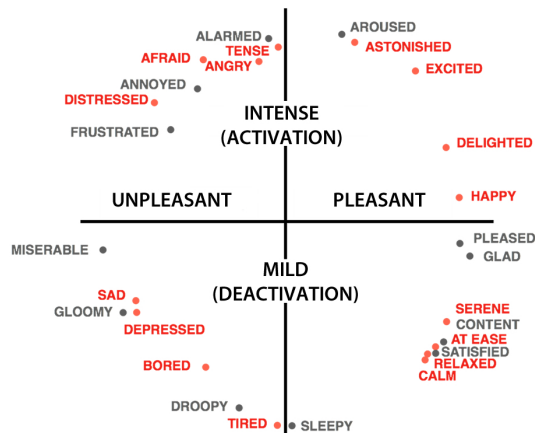 ALARMED
AROUSED
TENSE
ASTONISHED
AFRAID
ANGRY
EXCITED
ANNOYED
DISTRESSED
INTENSE
(ACTIVATION)
FRUSTRATED
DELIGHTED
UNPLEASANT
PLEASANT
HAPPY
PLEASED
MISERABLE
GLAD
MILD
(DEACTIVATION)
SAD
SERENE
GLOOMY
CONTENT
DEPRESSED
AT EASE
SATISFIED
BORED
RELAXED
CALM
DROOPY
TIRED
SLEEPY